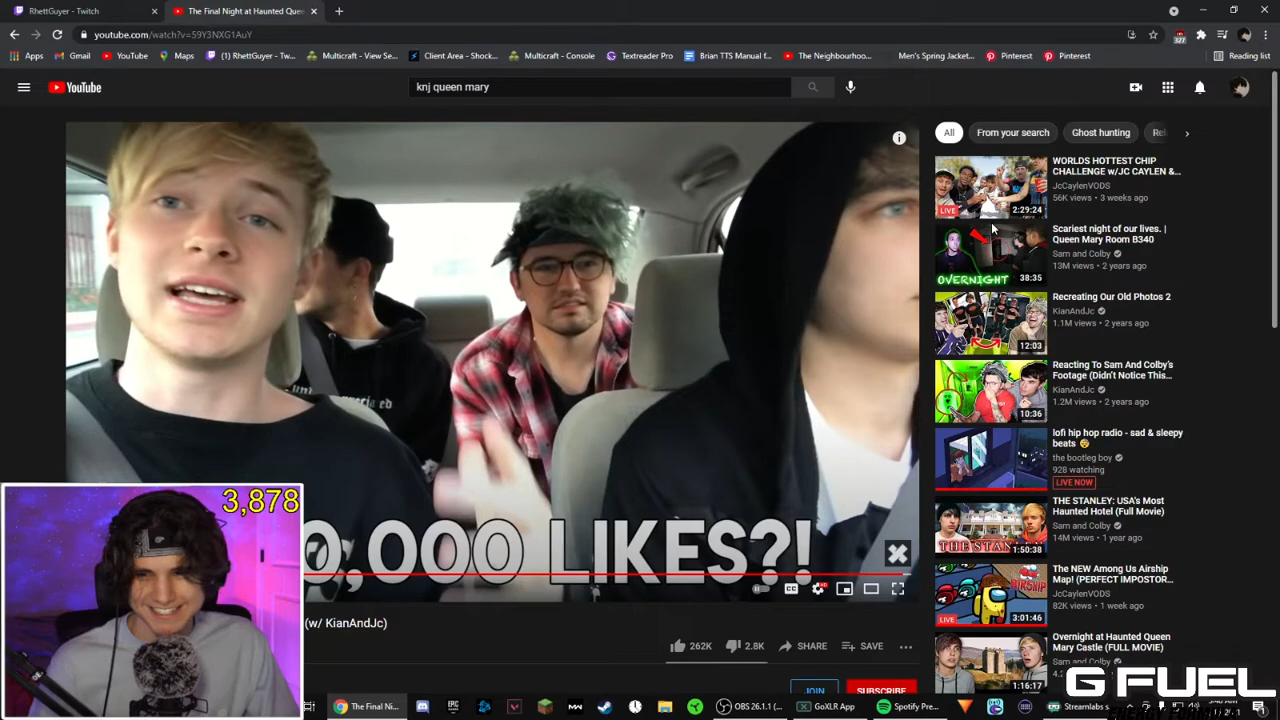 RhettGuyer - Twitch
The Final Night at Haunted Quee
youtube.com/watch?v=59Y3NXG1AuY
327
Apps
Gmail
YouTube
Maps
(1) RhettGuyer - Tw...
Multicraft - View Se...
Client Area - Shock...
Multicraft - Dashbo...
Textreader Pro
Brian TTS Manual t...
The Neighbourhoo...
Men's Spring Jacket...
Pinterest
Pinterest
Reading list
YouTube
knj queen mary
All
From your search
Ghost hunting
Rel
WORLDS HOTTEST CHIP
CHALLENGE w/JC CAYLEN &...
JcCaylenVODS
56K views • 3 weeks ago
LIVE
2:29:24
Scariest night of our lives. |
Queen Mary Room B340
Sam and Colby
13M views • 2 years ago
OVERNIGHT
38:35
Recreating Our Old Photos 2
KianAndJc
1.1M views • 2 years ago
12:03
Reacting To Sam And Colby's
Footage (Didn't Notice This...
KianAndJc
1.2M views • 2 years ago
10:36
lofi hip hop radio - sad & sleepy
beats
the bootleg boy
928 watching
LIVE NOW
THE STANLEY: USA's Most
Haunted Hotel (Full Movie)
Sam and Colby
14M views • 1 year ago
THE STAN
1:50:38
The NEW Among Us Airship
Map! (PERFECT IMPOSTOR...
JcCaylenVODS
82K views • 1 week ago
LIVE
3:01:46
Overnight at Haunted Queen
Mary Castle (FULL MOVIE)
Sam and Colby
1:16:17
3,878
0,000 LIKES?!
CC
HD
(w/ KianAndJc)
262K
2.8K
SHARE
SAVE
JOIN
SUBSCRIBE
G FUEL
The Final Ni...
EPIC
MW
OBS 26.1.1 (...
GoXLR App
Spotify Pre...
Streamlabs